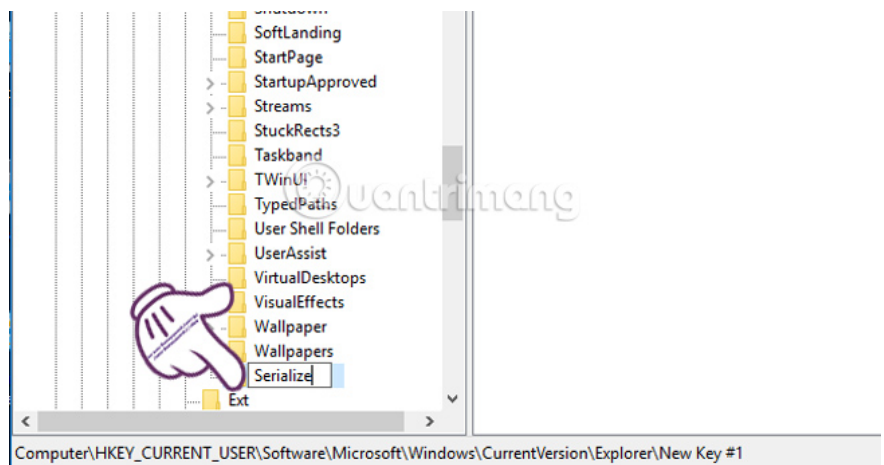 Shutdown
SoftLanding
StartPage
StartupApproved
Streams
StuckRects3
Taskband
TWinUI
TypedPaths
Quantrimang
User Shell Folders
UserAssist
VirtualDesktops
VisualEffects
Wallpaper
Wallpapers
Serialize
Ext
Computer\HKEY_CURRENT_USER\Software\Microsoft\Windows\CurrentVersion\Explorer\New Key #1